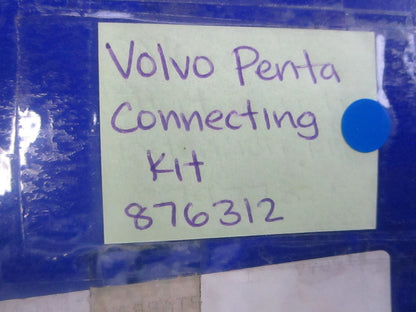 Volvo Penta
Connecting
Kit
876312